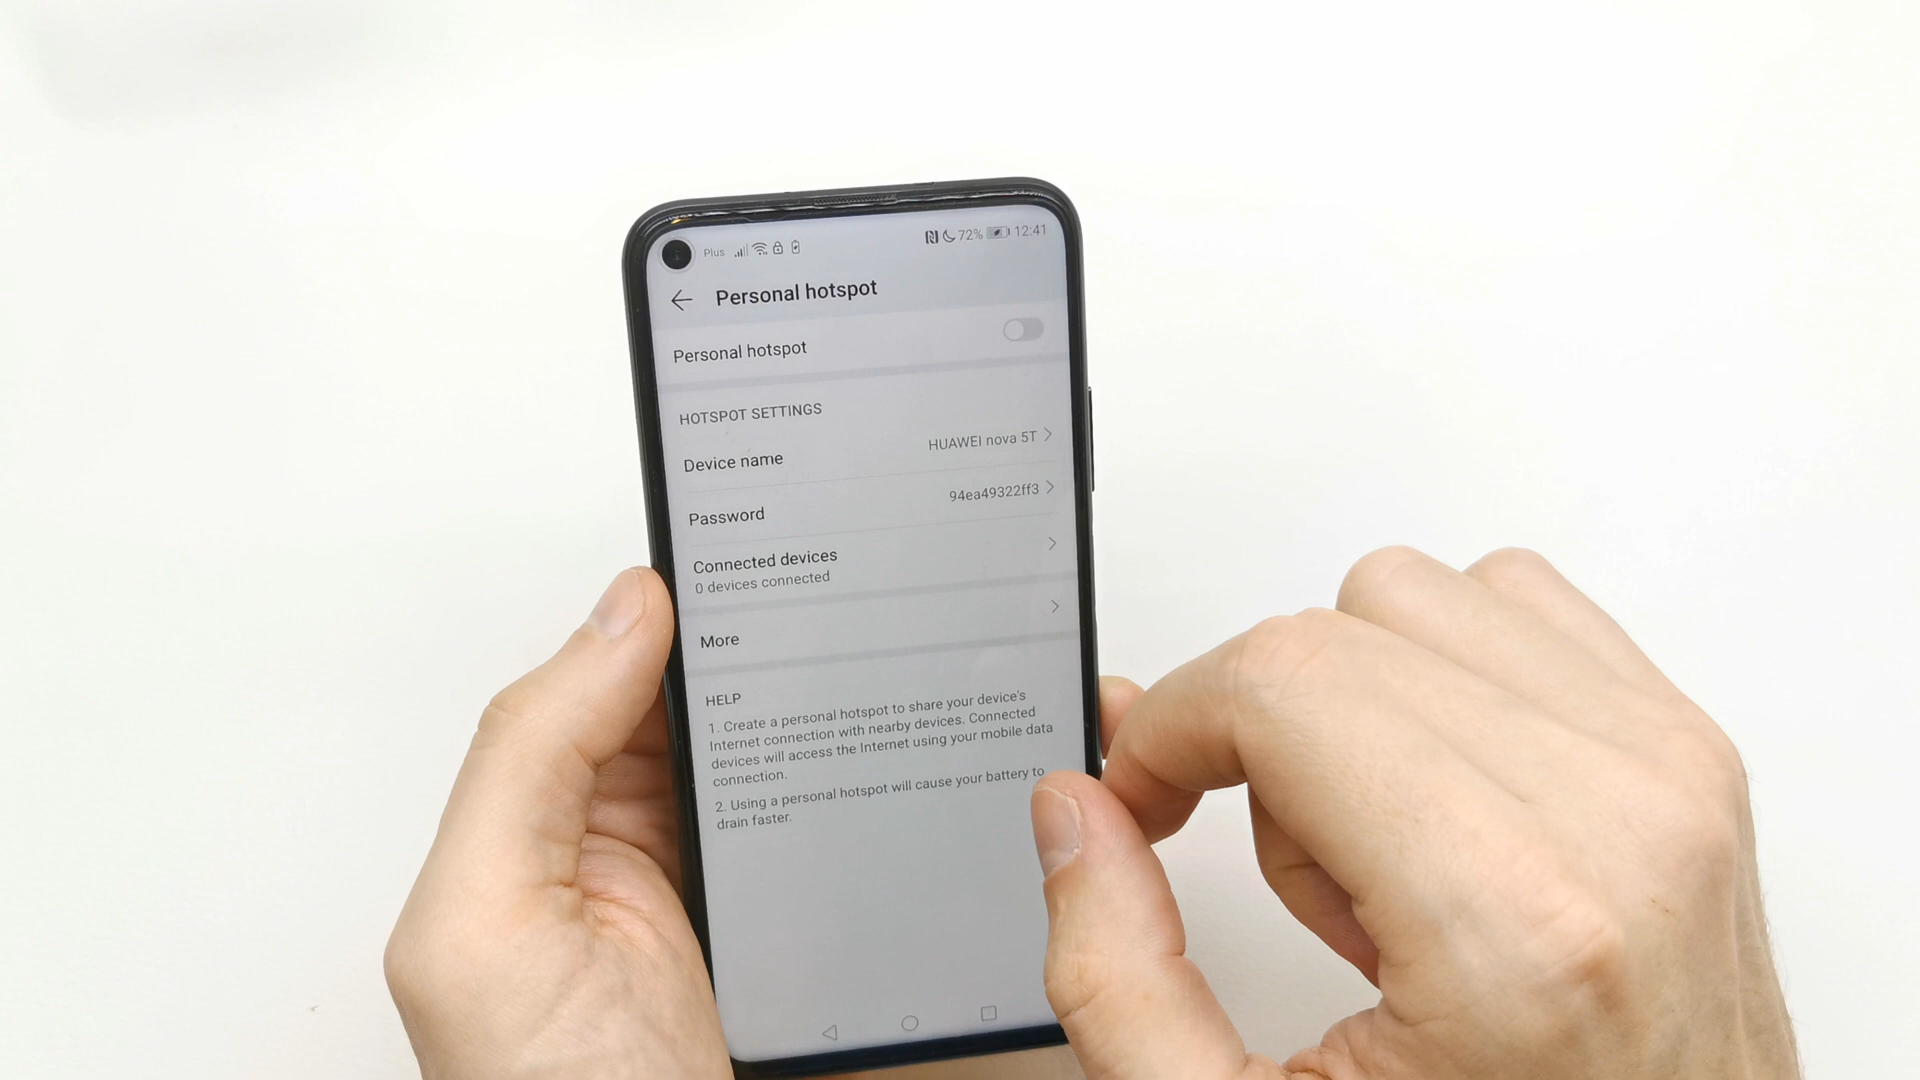 Plus 72% 12:41
Personal hotspot
Personal hotspot
HOTSPOT SETTINGS
Device name HUAWEI nova 5T
Password 94ea49322ff3
Connected devices
0 devices connected
More
HELP
1. Create a personal hotspot to share your device's
Internet connection with nearby devices. Connected
devices will access the Internet using your mobile data
connection.
2. Using a personal hotspot will cause your battery to
drain faster.